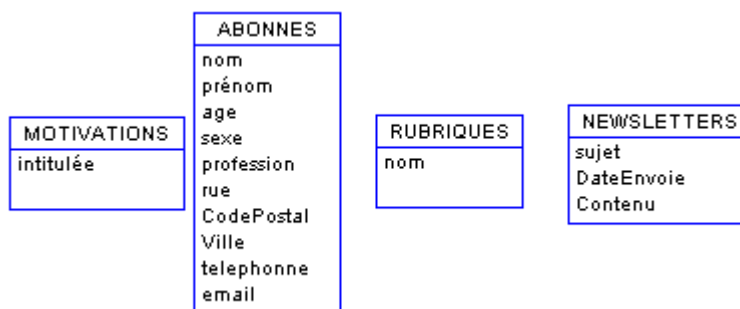 MOTIVATIONS
intitulée
ABONNES
nom
prénom
age
sexe
profession
rue
CodePostal
Ville
telephonne
email
RUBRIQUES
nom
NEWSLETTERS
sujet
DateEnvoie
Contenu